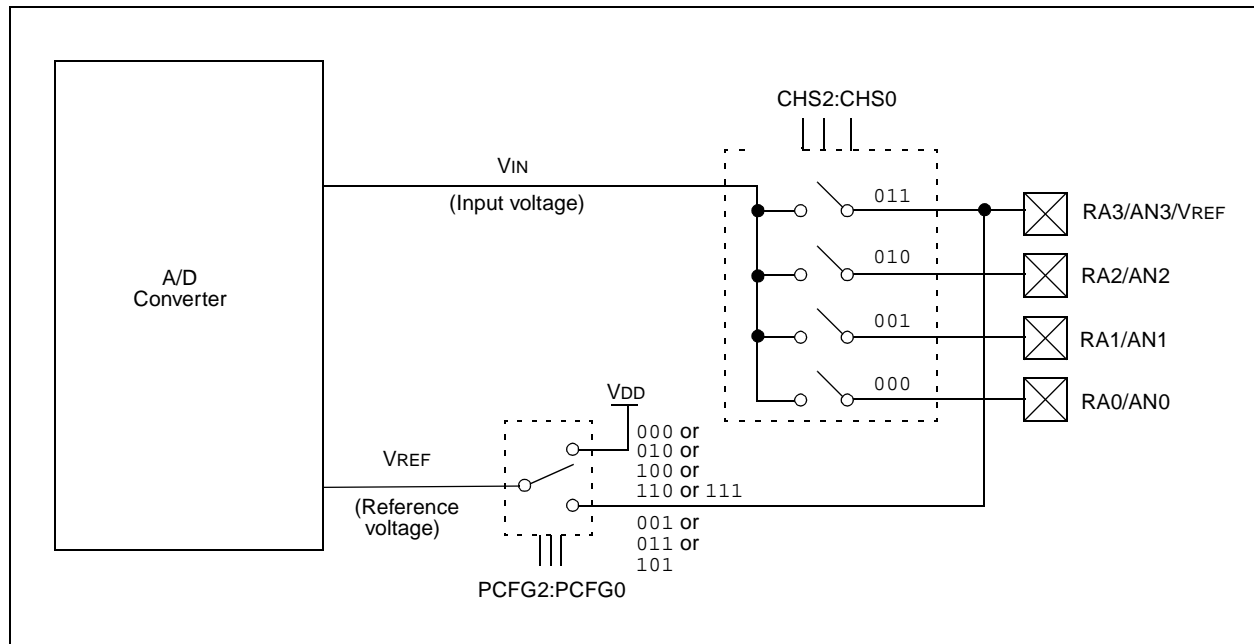 CHS2:CHS0
VIN
(Input voltage)
011
RA3/AN3/VREF
010
RA2/AN2
A/D
Converter
001
RA1/AN1
000
RA0/AN0
VDD
000 or
010 or
100 or
110 or 111
VREF
(Reference
voltage)
001 or
011 or
101
PCFG2:PCFG0